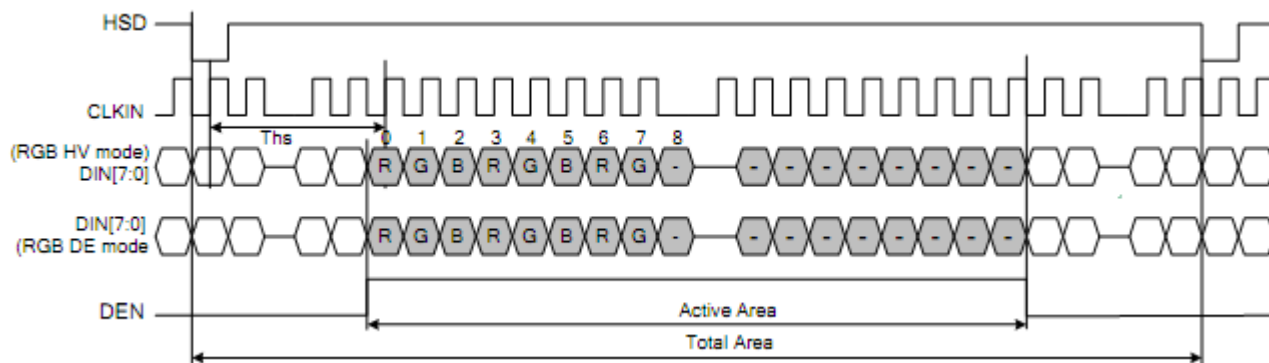 HSD
CLKIN
Ths
0 1 2 3 4 5 6 7 8
(RGB HV mode)
DIN[7:0]
R G B R G B R G - - - - - - - - -
DIN[7:0]
(RGB DE mode
R G B R G B R G - - - - - - - - -
DEN
Active Area
Total Area